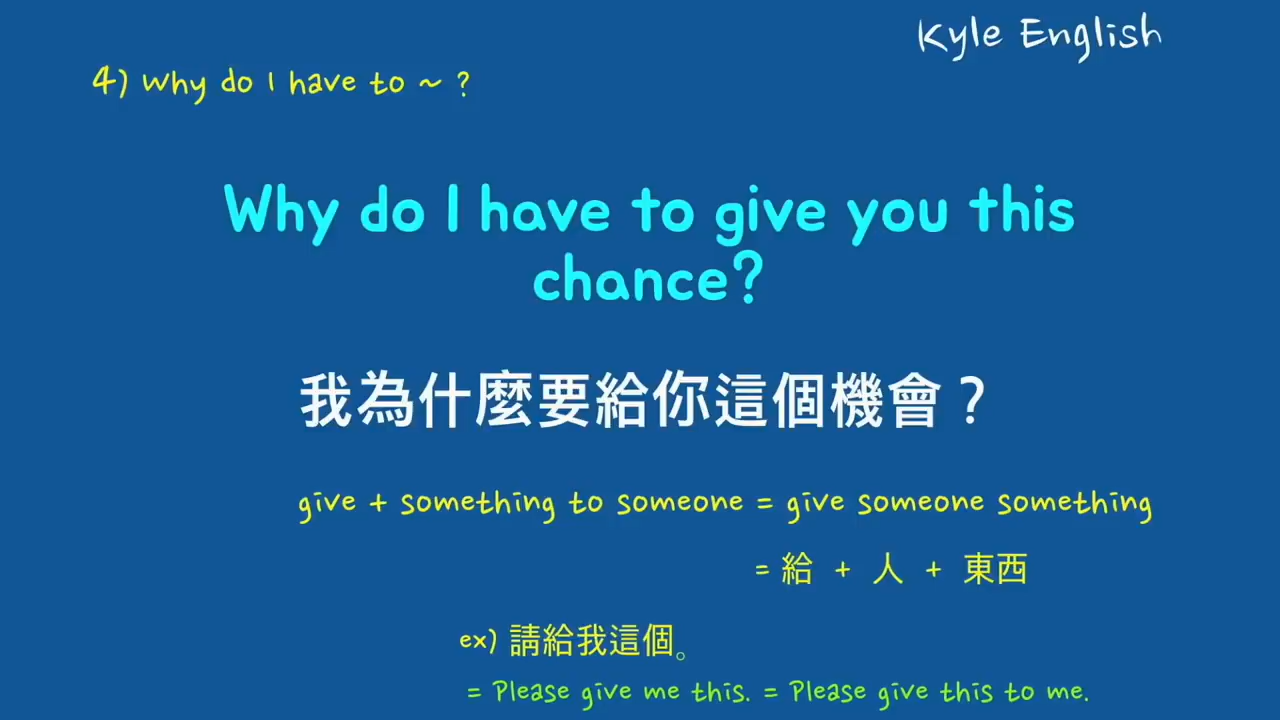 Kyle English
4) Why do I have to ~ ?
Why do I have to give you this
chance?
我為什麼要給你這個機會？
give + something to someone = give someone something
= 給 + 人 + 東西
ex) 請給我這個。
= Please give me this. = Please give this to me.